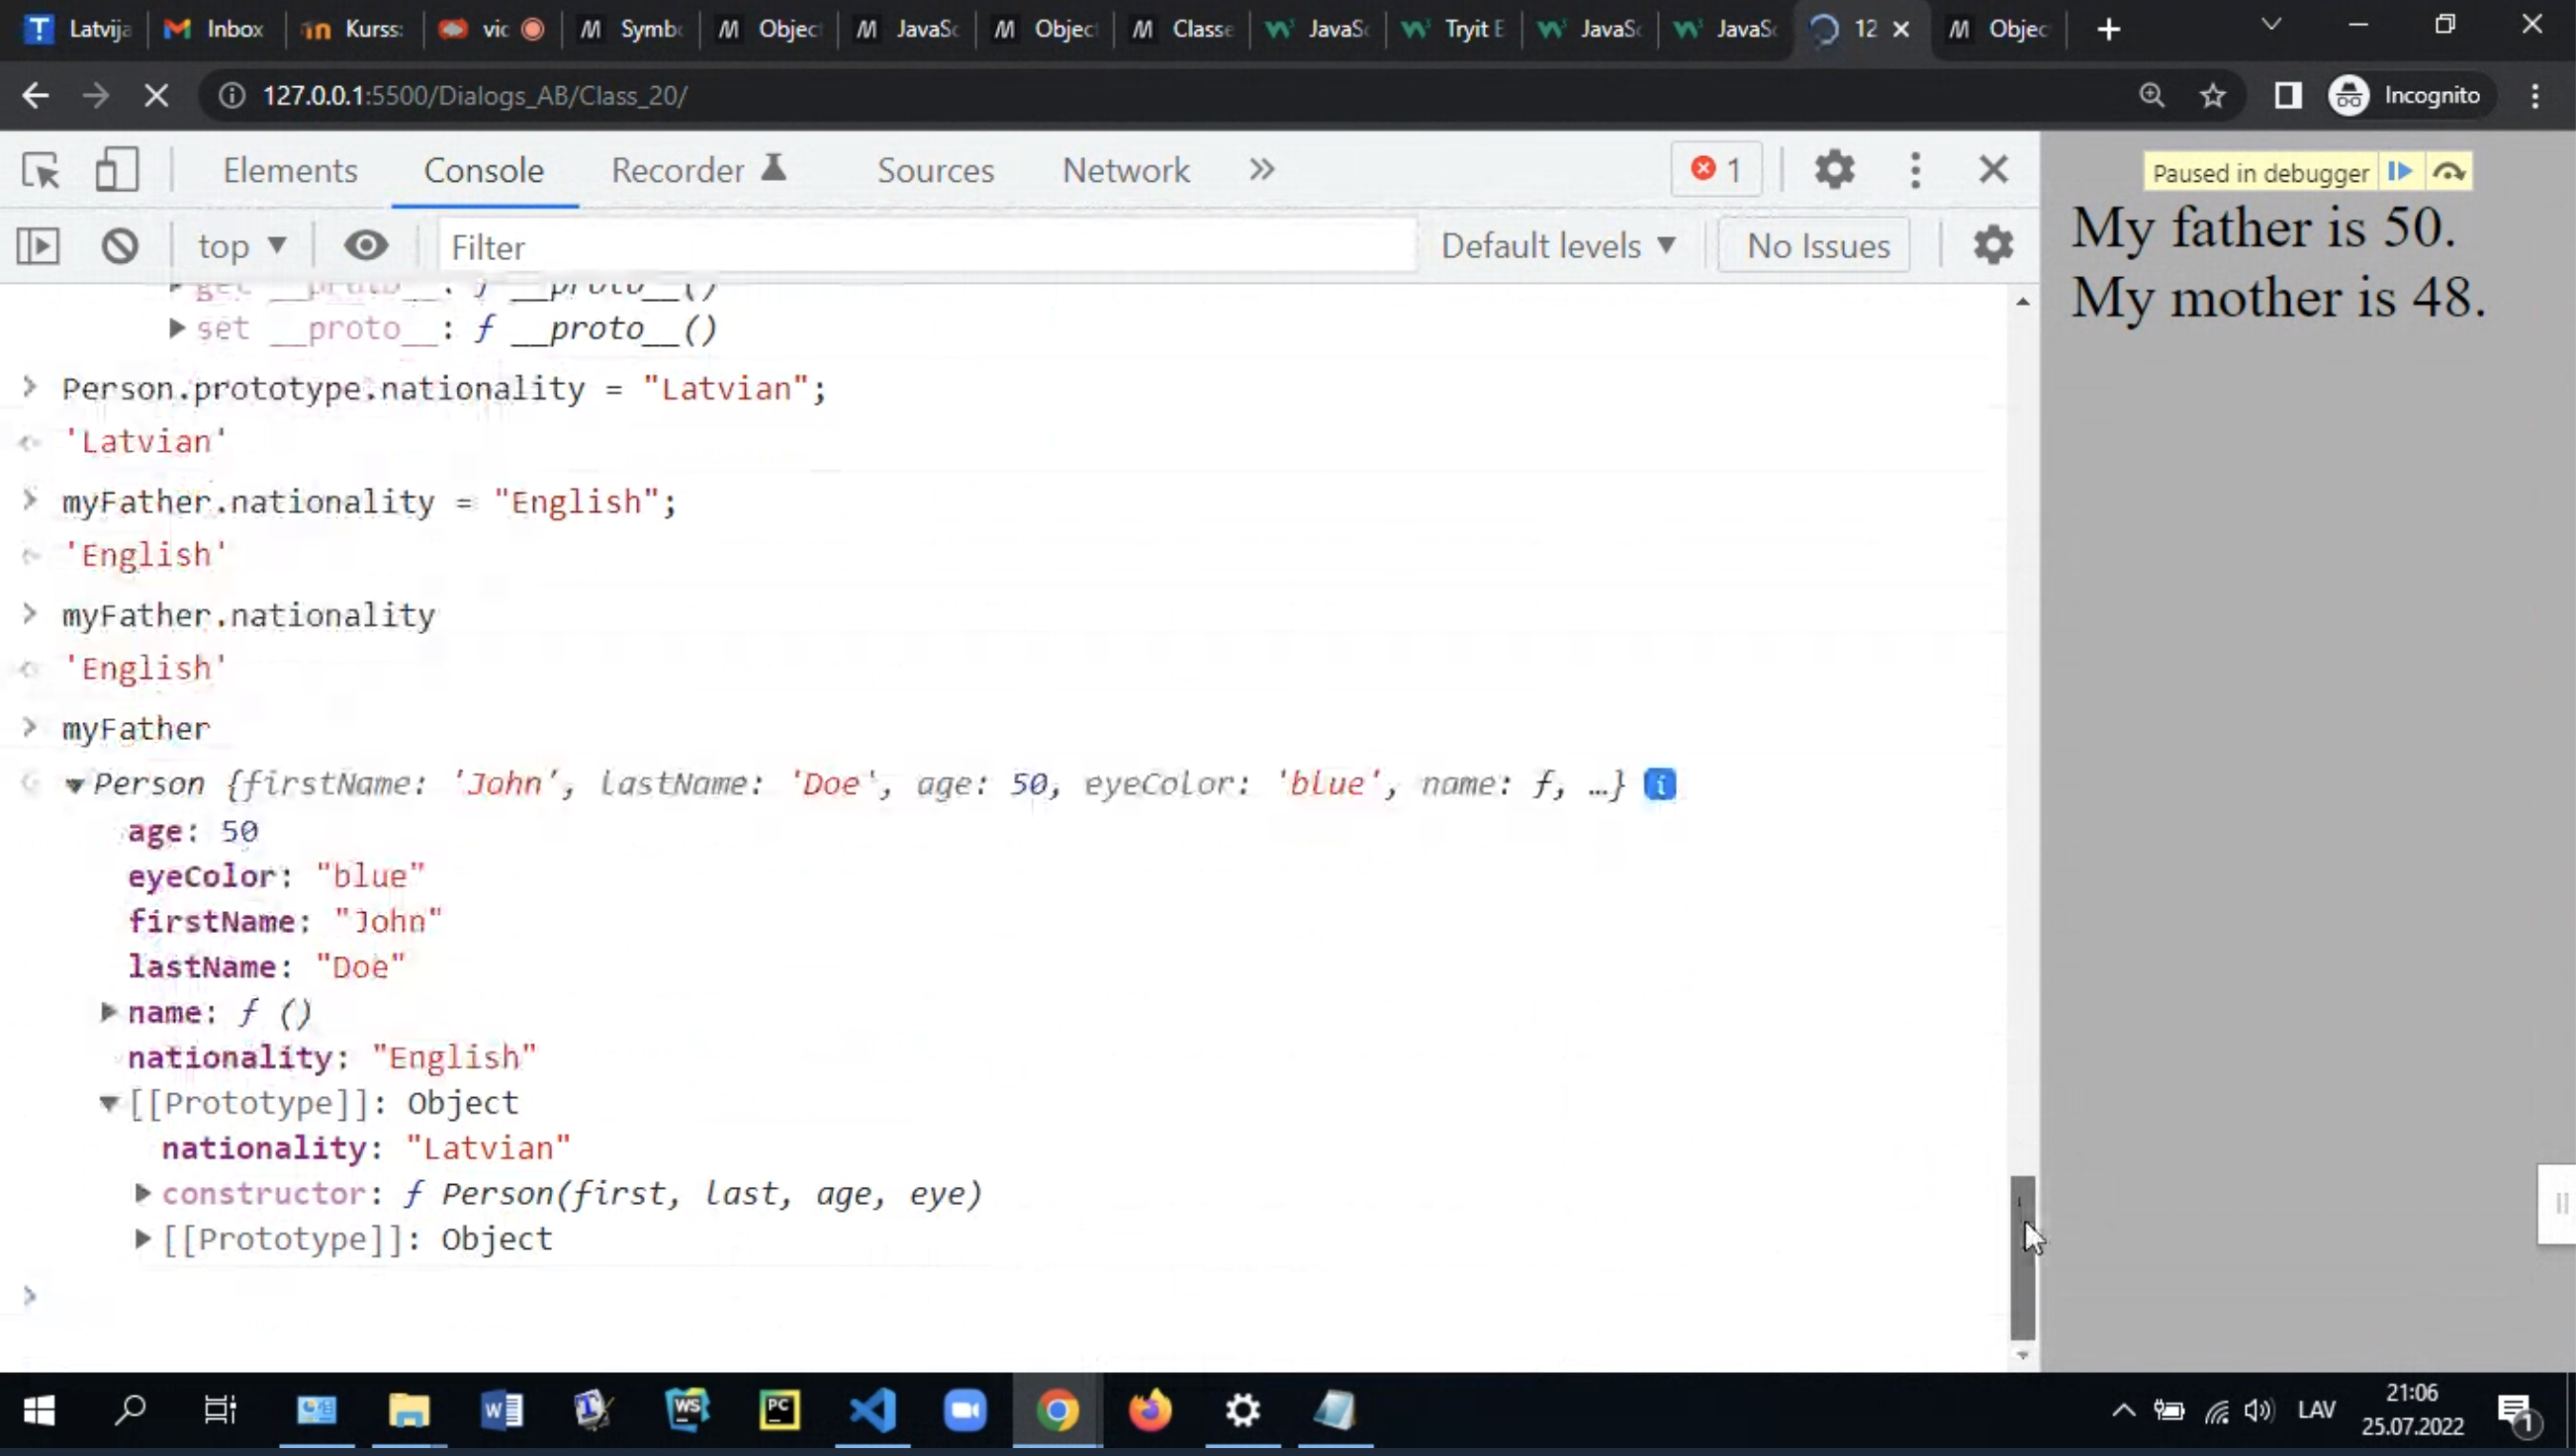 Latvija Inbox Kurss: vic Symbo Objec JavaSc Objec Classe JavaSc Tryit E JavaSc JavaSc 12 Objec
127.0.0.1:5500/Dialogs_AB/Class_20/ Incognito
Elements Console Recorder Sources Network 1
Paused in debugger
top Filter Default levels No Issues
My father is 50.
My mother is 48.
get __proto__: ƒ __proto__()
set __proto__: ƒ __proto__()
Person.prototype.nationality = "Latvian";
'Latvian'
myFather.nationality = "English";
'English'
myFather.nationality
'English'
myFather
Person {firstName: 'John', lastName: 'Doe', age: 50, eyeColor: 'blue', name: ƒ, …}
age: 50
eyeColor: "blue"
firstName: "John"
lastName: "Doe"
name: ƒ ()
nationality: "English"
[[Prototype]]: Object
nationality: "Latvian"
constructor: ƒ Person(first, last, age, eye)
[[Prototype]]: Object
LAV
21:06
25.07.2022
1